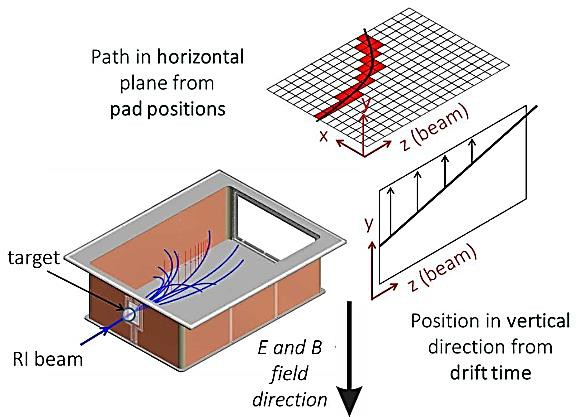 Path in horizontal
plane from
pad positions
y
x
z (beam)
y
z (beam)
target
RI beam
E and B
field
direction
Position in vertical
direction from
drift time